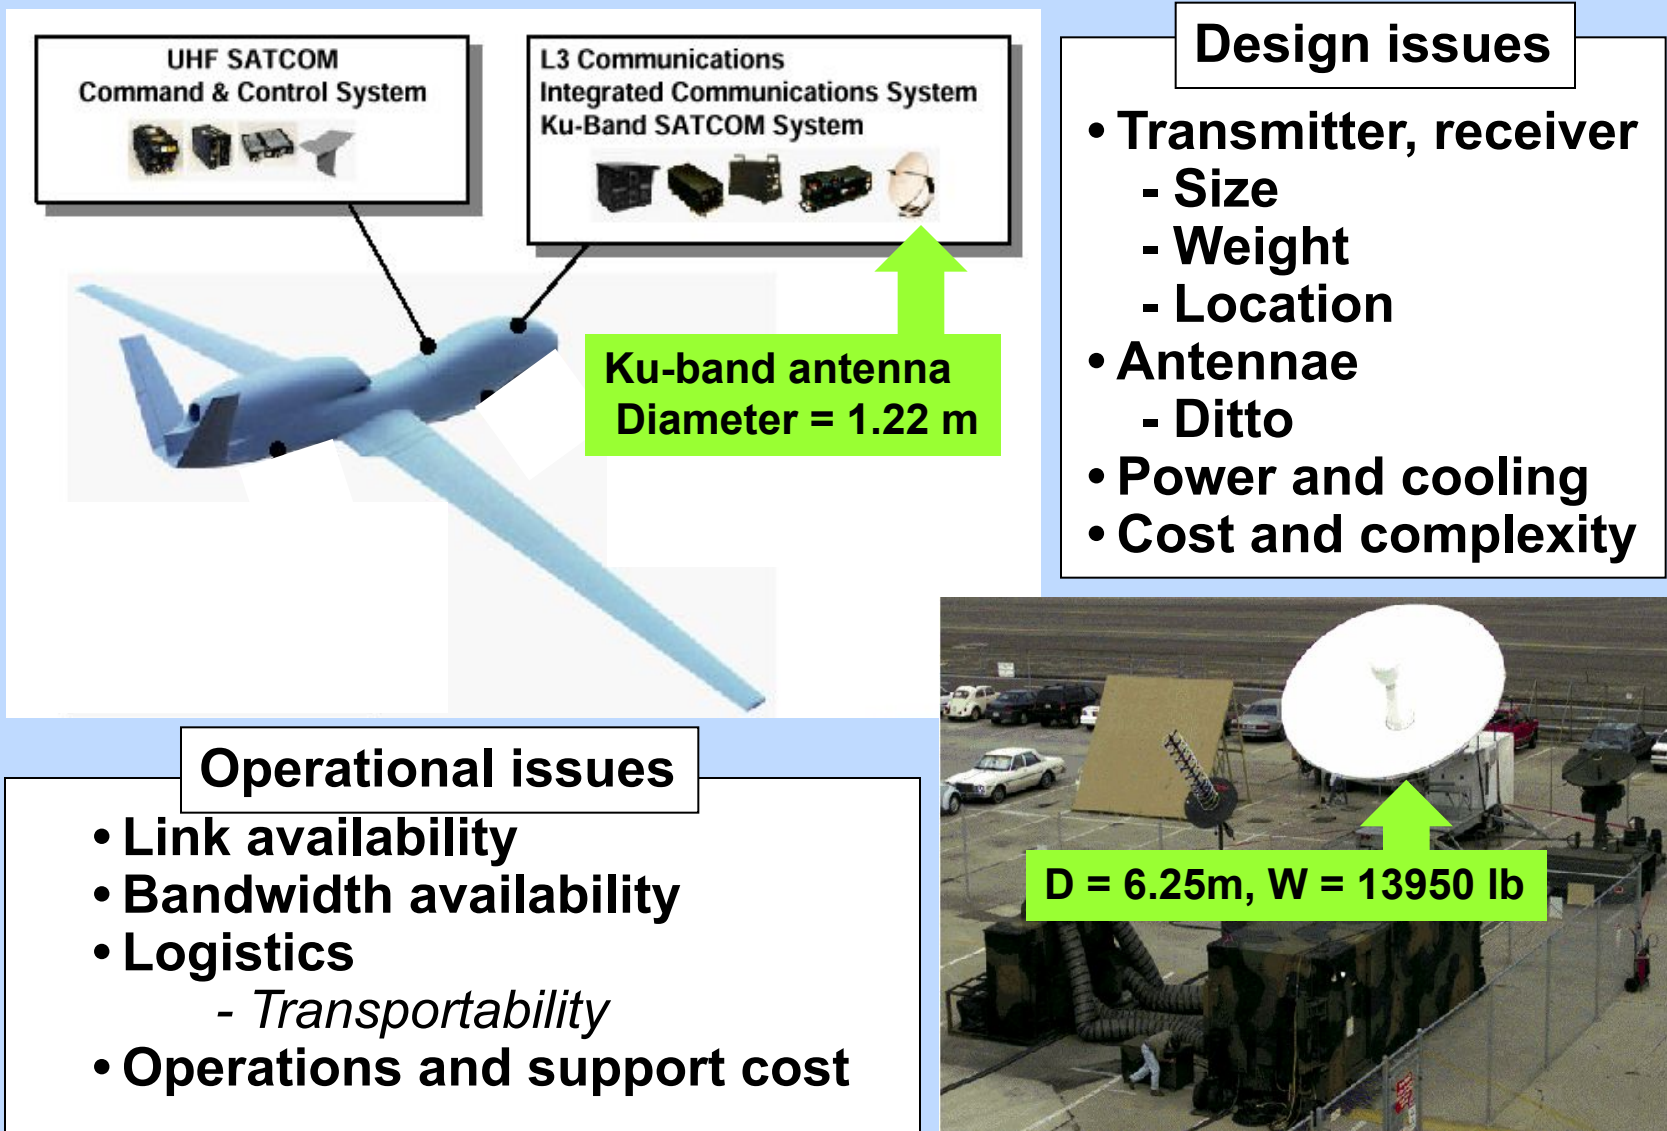 UHF SATCOM
Command & Control System
L3 Communications
Integrated Communications System
Ku-Band SATCOM System
Ku-band antenna
Diameter = 1.22 m
Design issues
• Transmitter, receiver
- Size
- Weight
- Location
• Antennae
- Ditto
• Power and cooling
• Cost and complexity
Operational issues
• Link availability
• Bandwidth availability
• Logistics
- Transportability
• Operations and support cost
D = 6.25m, W = 13950 lb